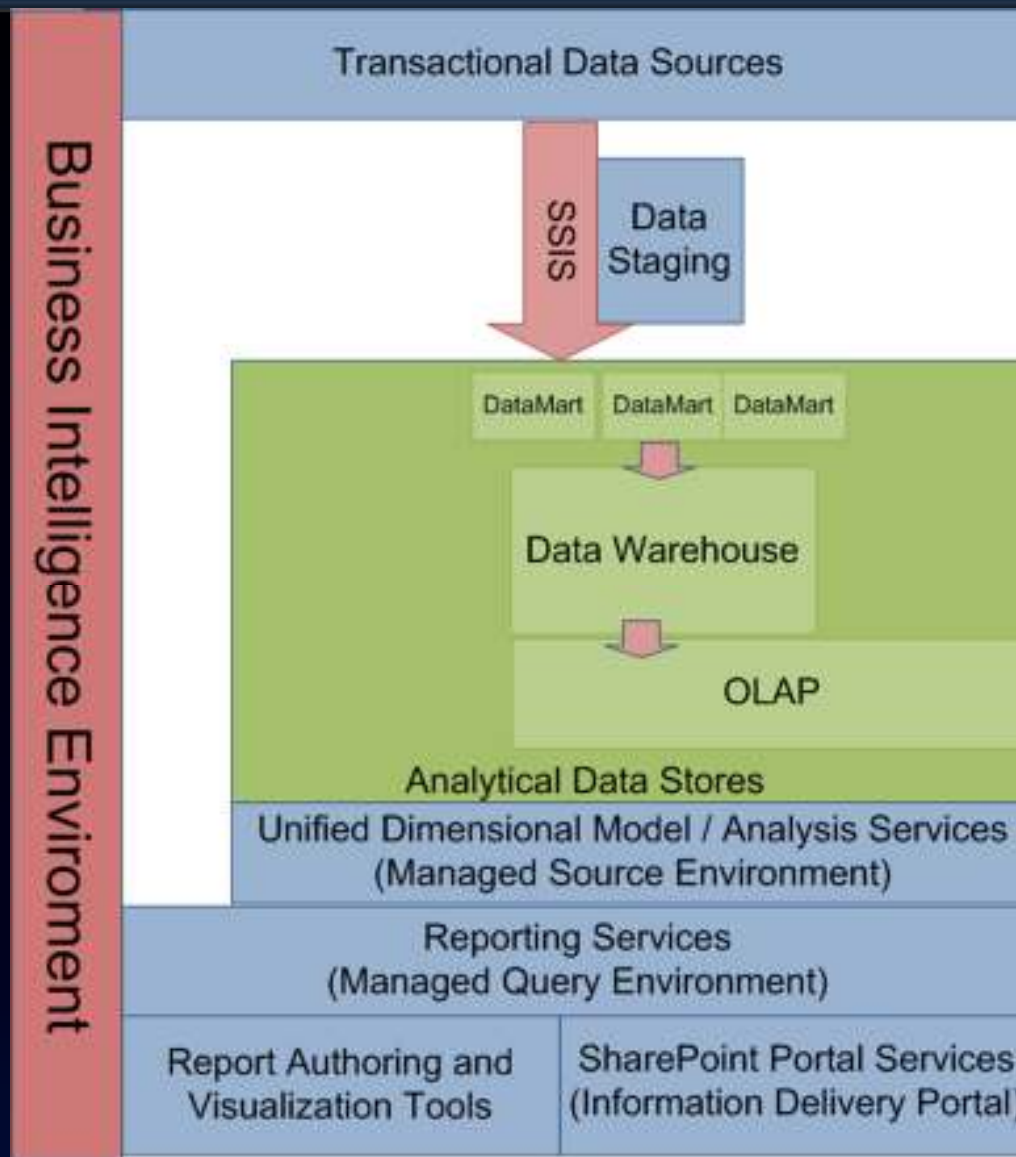 Business Intelligence Enviroment
Transactional Data Sources
SSIS
Data
Staging
DataMart
DataMart
DataMart
Data Warehouse
OLAP
Analytical Data Stores
Unified Dimensional Model / Analysis Services
(Managed Source Environment)
Reporting Services
(Managed Query Environment)
Report Authoring and
Visualization Tools
SharePoint Portal Services
(Information Delivery Portal)